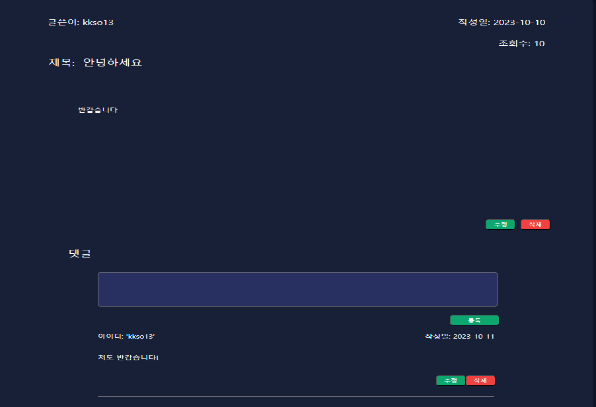 글쓴이: kkso13
작성일: 2023-10-10
조회수: 10
제목: 안녕하세요
반갑습니다
수정 삭제
댓글
등록
아이디: 'kkso13'
작성일: 2023-10-11
저도 반갑습니다!
수정 삭제